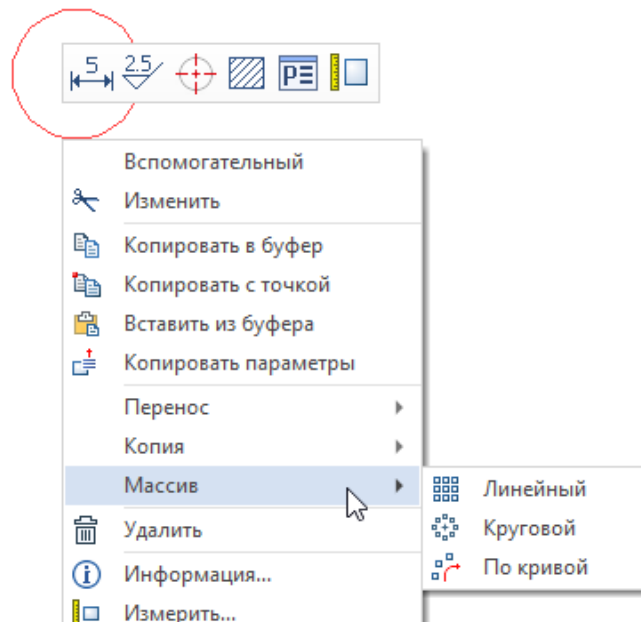 5 2.5
Вспомогательный
Изменить
Копировать в буфер
Копировать с точкой
Вставить из буфера
Копировать параметры
Перенос
Копия
Массив
Линейный
Удалить
Круговой
Информация...
По кривой
Измерить...